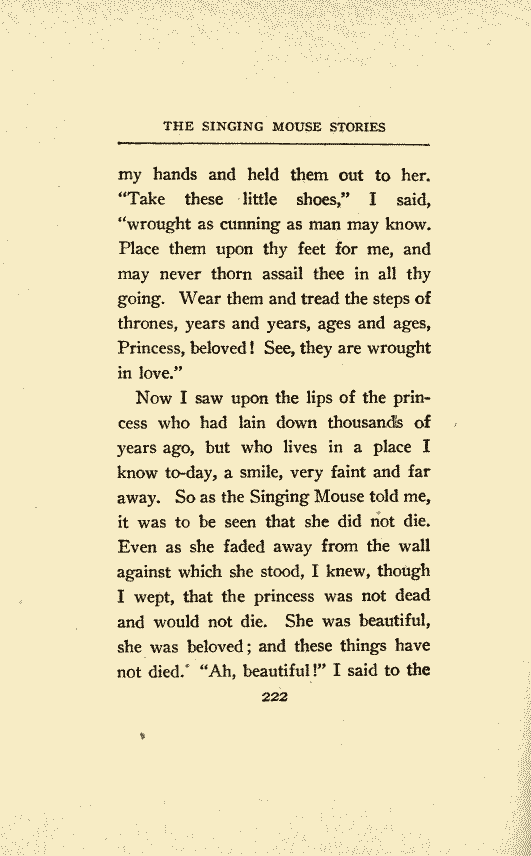 THE SINGING MOUSE STORIES
my hands and held them out to her.
“Take these little shoes,” I said,
“wrought as cunning as man may know.
Place them upon thy feet for me, and
may never thorn assail thee in all thy
going. Wear them and tread the steps of
thrones, years and years, ages and ages,
Princess, beloved! See, they are wrought
in love.”
Now I saw upon the lips of the prin-
cess who had lain down thousands of
years ago, but who lives in a place I
know to-day, a smile, very faint and far
away. So as the Singing Mouse told me,
it was to be seen that she did not die.
Even as she faded away from the wall
against which she stood, I knew, though
I wept, that the princess was not dead
and would not die. She was beautiful,
she was beloved; and these things have
not died. “Ah, beautiful!” I said to the
222